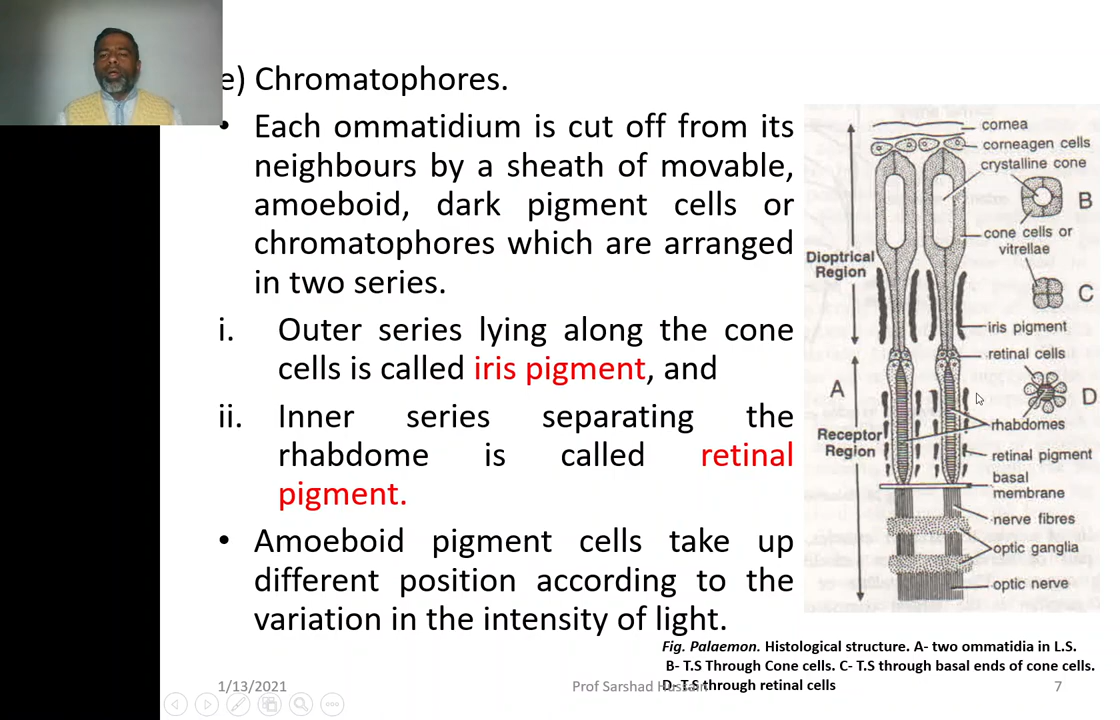 e) Chromatophores.
• Each ommatidium is cut off from its
neighbours by a sheath of movable,
amoeboid, dark pigment cells or
chromatophores which are arranged
in two series.
i. Outer series lying along the cone
cells is called iris pigment, and
ii. Inner series separating the
rhabdome is called retinal
pigment.
• Amoeboid pigment cells take up
different position according to the
variation in the intensity of light.
cornea
corneagen cells
crystalline cone
B
cone cells or
vitrellae
Dioptrical
Region
C
iris pigment
retinal cells
A
D
rhabdomes
Receptor
Region
retinal pigment
basal
membrane
nerve fibres
optic ganglia
optic nerve
Fig. Palaemon. Histological structure. A- two ommatidia in L.S.
B- T.S Through Cone cells. C- T.S through basal ends of cone cells.
D- T.S through retinal cells
1/13/2021
Prof Sarshad Hussain
7